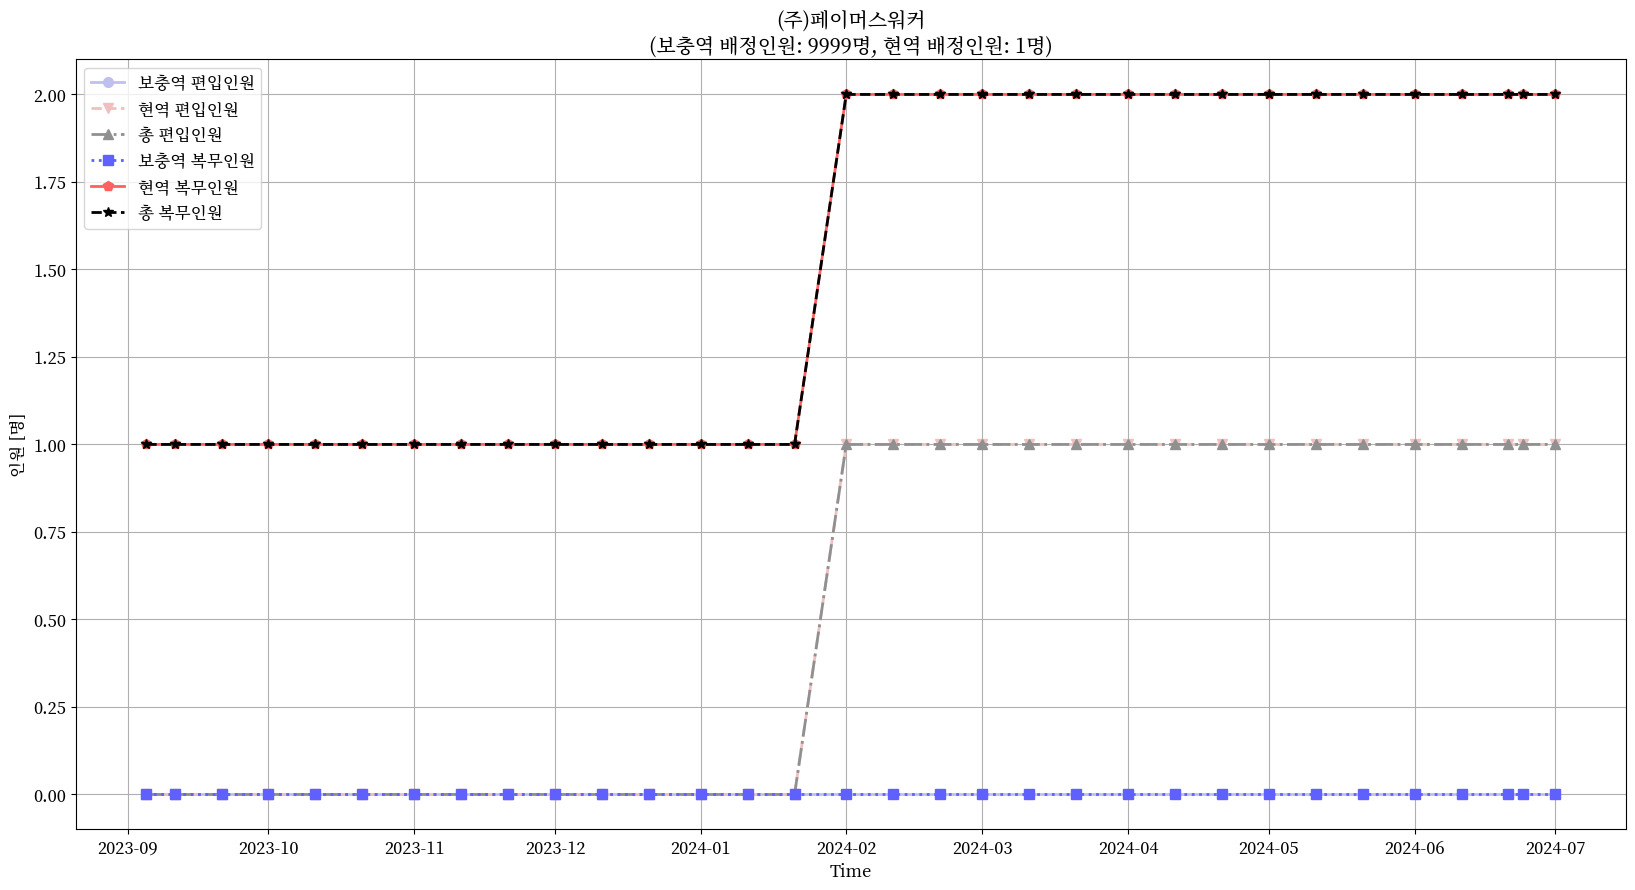 (주)페이머스워커
(보충역 배정인원: 9999명, 현역 배정인원: 1명)
보충역 편입인원
현역 편입인원
총 편입인원
보충역 복무인원
현역 복무인원
총 복무인원
인원 [명]
2.00
1.75
1.50
1.25
1.00
0.75
0.50
0.25
0.00
2023-09 2023-10 2023-11 2023-12 2024-01 2024-02 2024-03 2024-04 2024-05 2024-06 2024-07
Time